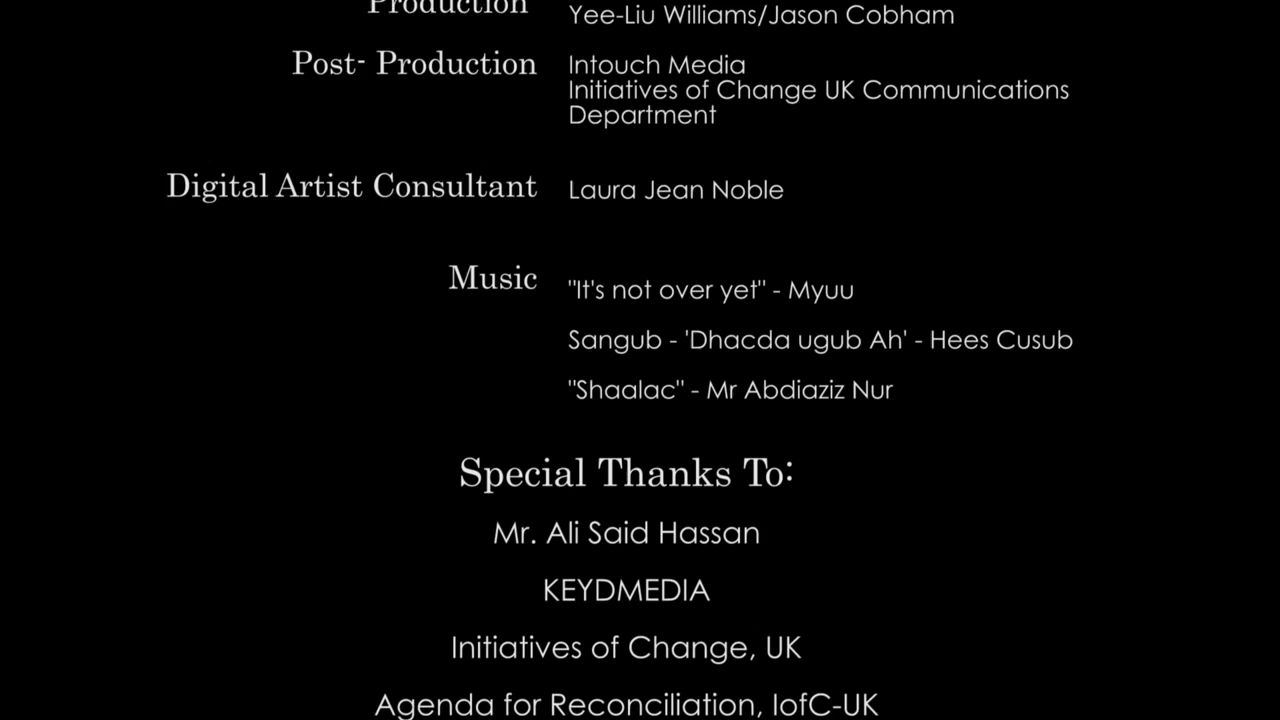 Production Yee-Liu Williams/Jason Cobham
Post- Production Intouch Media
Initiatives of Change UK Communications
Department
Digital Artist Consultant Laura Jean Noble
Music "It's not over yet" - Myuu
Sangub - 'Dhacda ugub Ah' - Hees Cusub
"Shaalac" - Mr Abdiaziz Nur
Special Thanks To:
Mr. Ali Said Hassan
KEYDMEDIA
Initiatives of Change, UK
Agenda for Reconciliation, IofC-UK